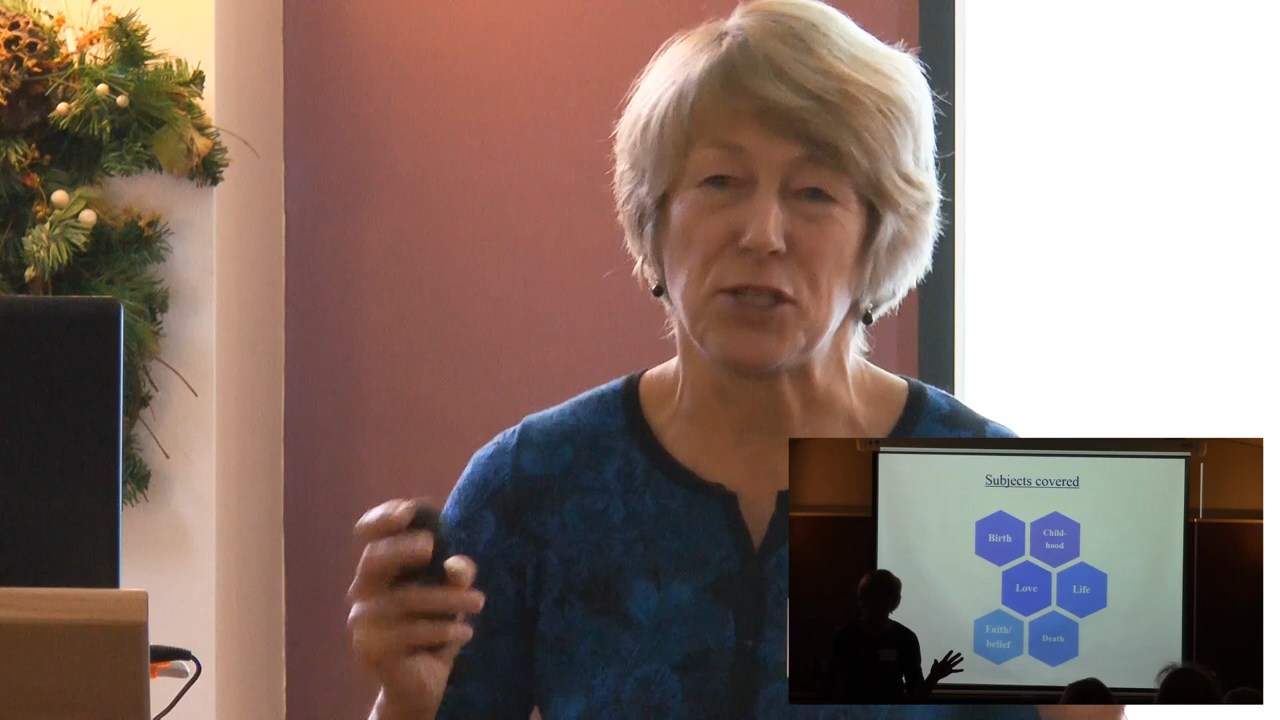 Subjects covered
Birth
Child-
hood
Love
Life
Faith/
belief
Death